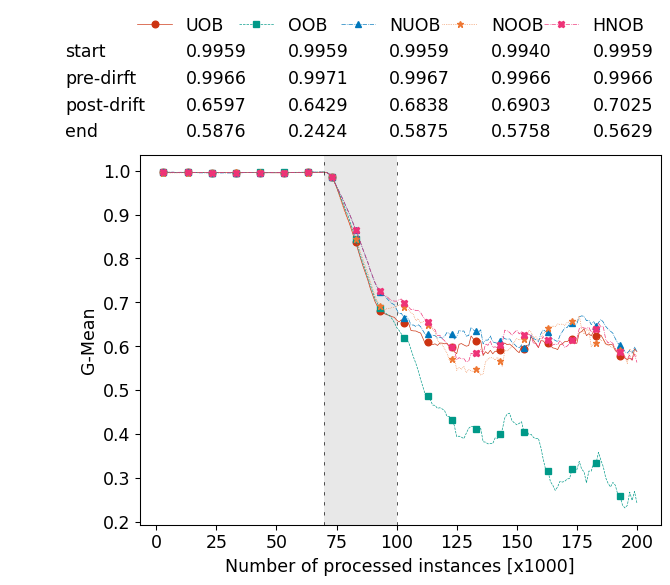 UOB OOB NUOB NOOB HNOB
start 0.9959 0.9959 0.9959 0.9940 0.9959
pre-dirft 0.9966 0.9971 0.9967 0.9966 0.9966
post-drift 0.6597 0.6429 0.6838 0.6903 0.7025
end 0.5876 0.2424 0.5875 0.5758 0.5629
1.0
0.9
0.8
0.7
0.6
0.5
0.4
0.3
0.2
G-Mean
0 25 50 75 100 125 150 175 200
Number of processed instances [x1000]